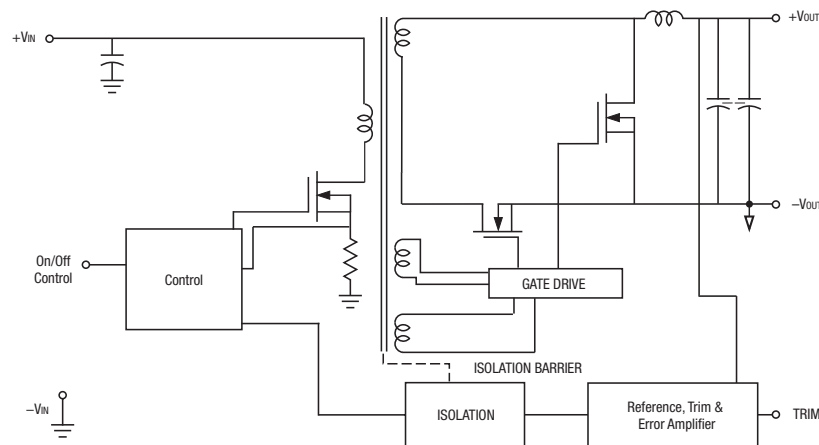 +VIN
+VOUT
−VOUT
On/Off
Control
Control
GATE DRIVE
ISOLATION BARRIER
−VIN
ISOLATION
Reference, Trim &
Error Amplifier
TRIM